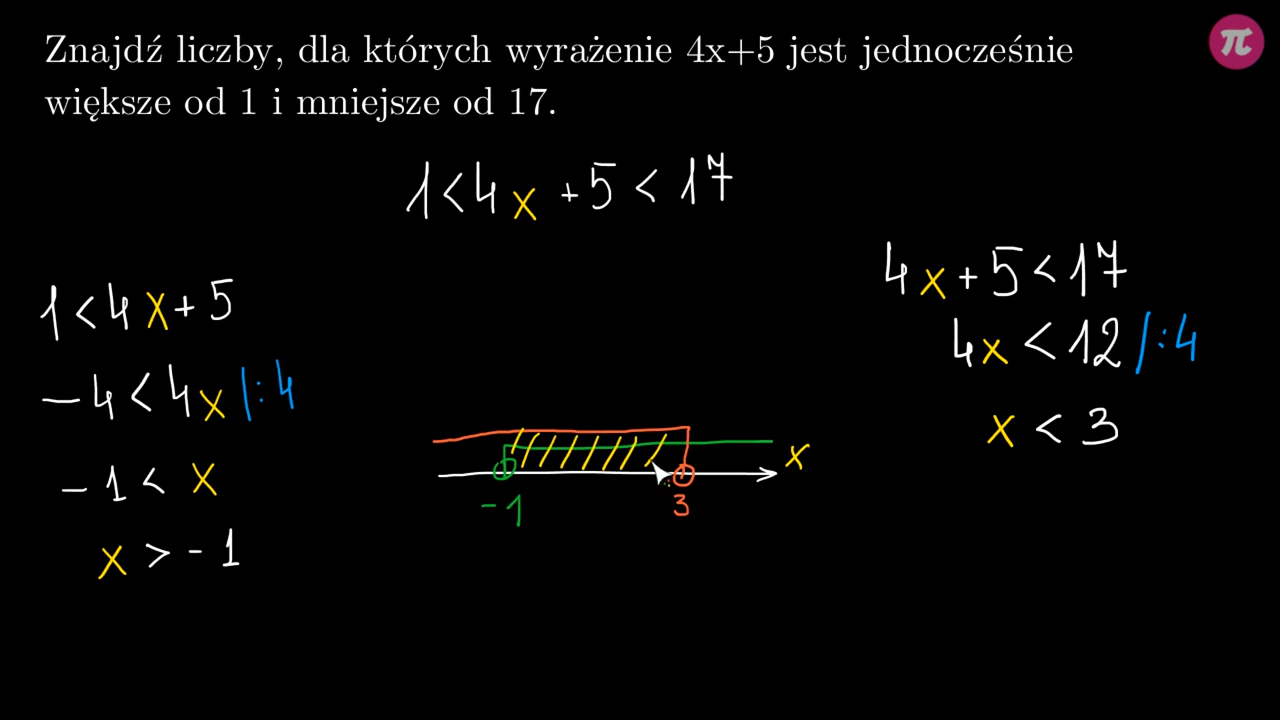 Znajdź liczby, dla których wyrażenie 4x+5 jest jednocześnie
większe od 1 i mniejsze od 17.
1<4x+5<17
1<4x+5
-4<4x |:4
-1<x
x>-1
-1
3
x
4x+5<17
4x<12 |:4
x<3
π